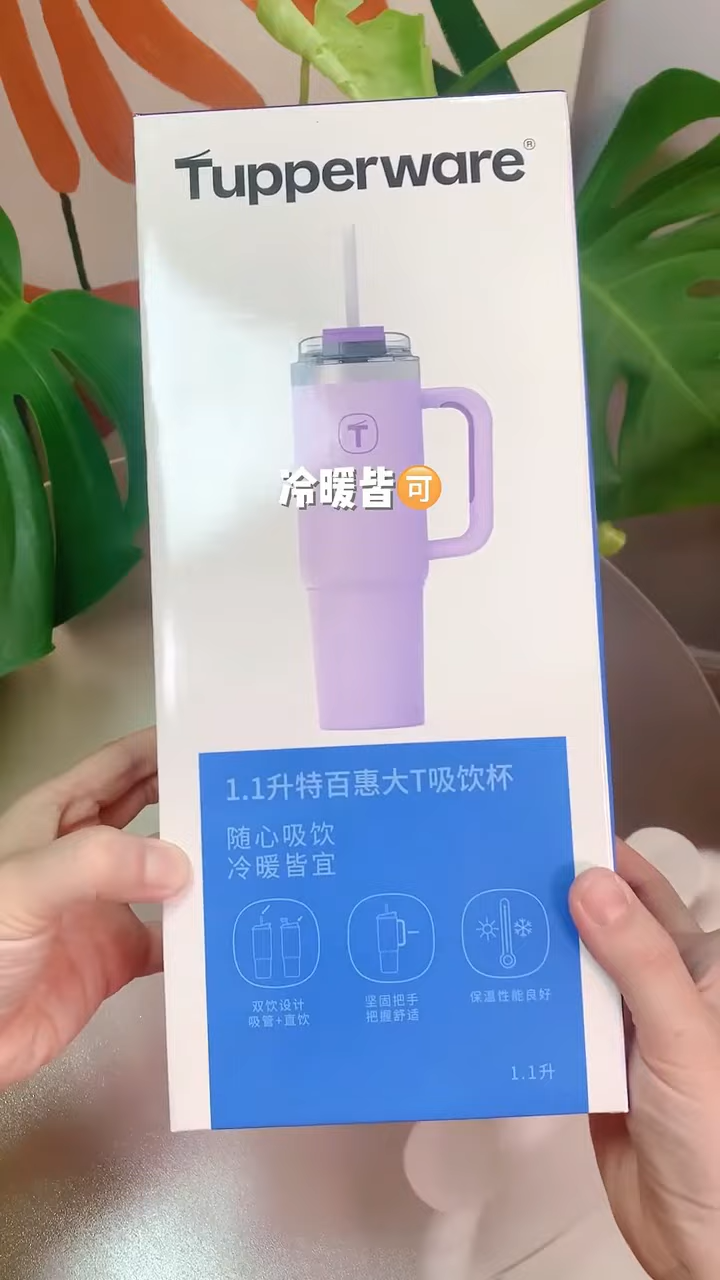 Tupperware®
T
冷暖皆🉑
1.1升特百惠大T吸饮杯
随心吸饮
冷暖皆宜
双饮设计
吸管+直饮
坚固把手
把握舒适
保温性能良好
1.1升